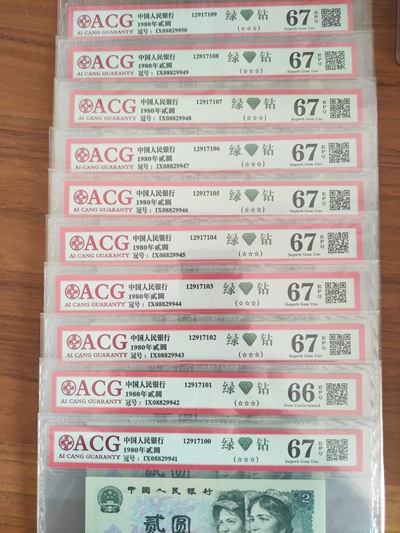 ACG 中国人民银行 12917109 绿 钻 67 EPQ
1980年贰圆
AI CANG GUARANTY 冠号：IX08829950 (☆☆☆) Superb Gem Unc
ACG 中国人民银行 12917108 绿 钻 67 EPQ
1980年贰圆
AI CANG GUARANTY 冠号：IX08829949 (☆☆☆) Superb Gem Unc
ACG 中国人民银行 12917107 绿 钻 67 EPQ
1980年贰圆
AI CANG GUARANTY 冠号：IX08829948 (☆☆☆) Superb Gem Unc
ACG 中国人民银行 12917106 绿 钻 67 EPQ
1980年贰圆
AI CANG GUARANTY 冠号：IX08829947 (☆☆☆) Superb Gem Unc
ACG 中国人民银行 12917105 绿 钻 67 EPQ
1980年贰圆
AI CANG GUARANTY 冠号：IX08829946 (☆☆☆) Superb Gem Unc
ACG 中国人民银行 12917104 绿 钻 67 EPQ
1980年贰圆
AI CANG GUARANTY 冠号：IX08829945 (☆☆☆) Superb Gem Unc
ACG 中国人民银行 12917103 绿 钻 67 EPQ
1980年贰圆
AI CANG GUARANTY 冠号：IX08829944 (☆☆☆) Superb Gem Unc
ACG 中国人民银行 12917102 绿 钻 67 EPQ
1980年贰圆
AI CANG GUARANTY 冠号：IX08829943 (☆☆☆) Superb Gem Unc
ACG 中国人民银行 12917101 绿 钻 66 EPQ
1980年贰圆
AI CANG GUARANTY 冠号：IX08829942 (☆☆☆) Gem Uncirculated
ACG 中国人民银行 12917100 绿 钻 67 EPQ
1980年贰圆
AI CANG GUARANTY 冠号：IX08829941 (☆☆☆) Superb Gem Unc
中国人民银行 2
贰圆